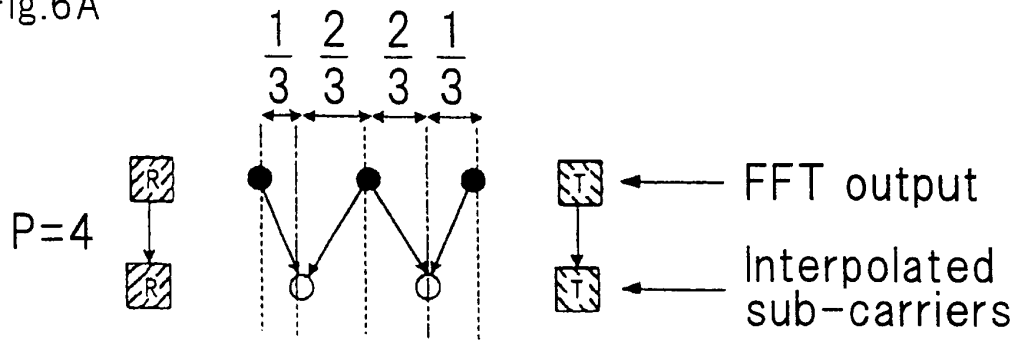 Fig.6A
1/3 2/3 2/3 1/3
R T FFT output
P=4
R T Interpolated
sub-carriers